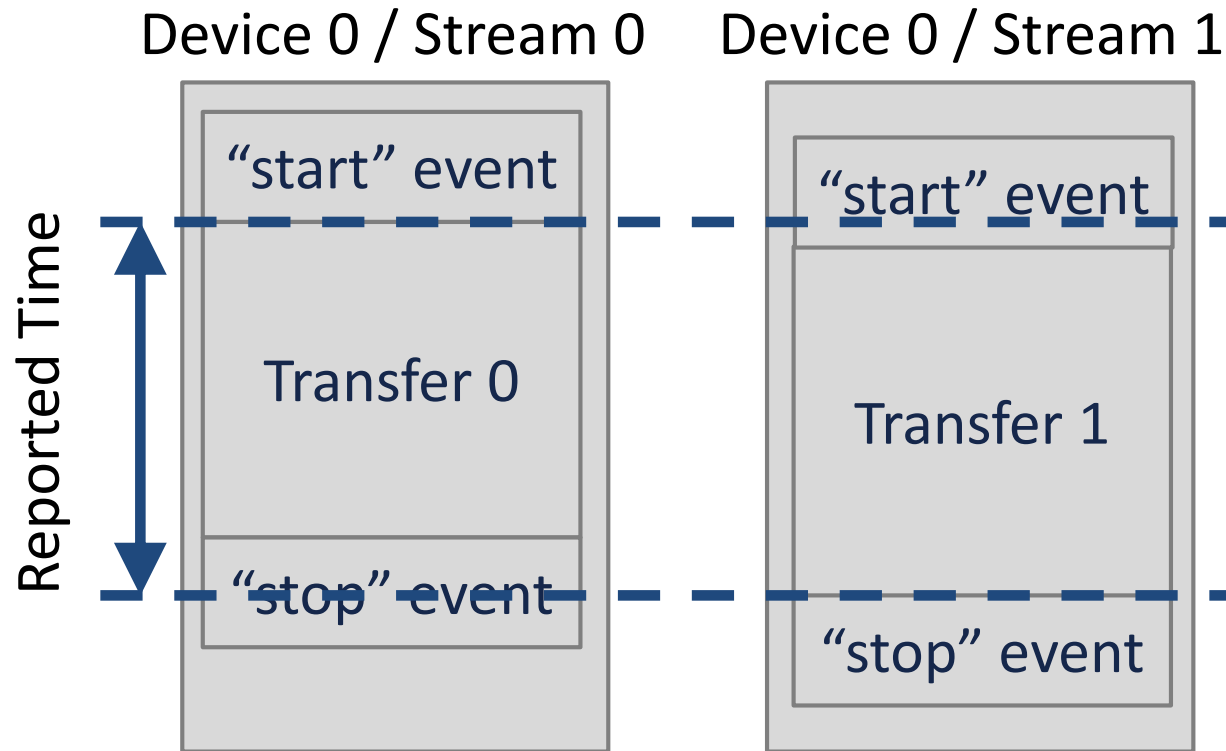 Device 0 / Stream 0
Device 0 / Stream 1
Reported Time
“start” event
Transfer 0
“stop” event
“start” event
Transfer 1
“stop” event